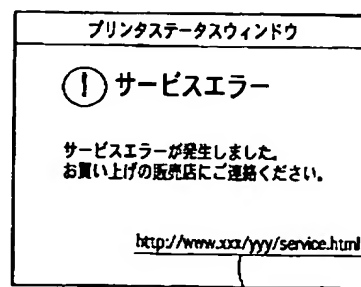 プリンタステータスウィンドウ
! サービスエラー
サービスエラーが発生しました。
お買い上げの販売店にご連絡ください。
http://www.xxx/yyy/service.html